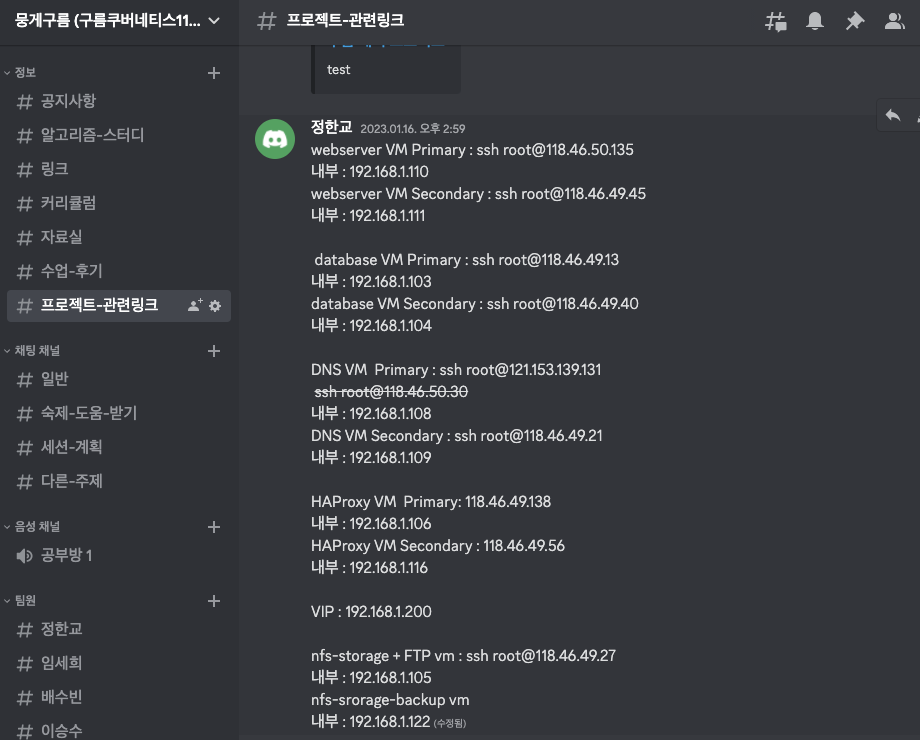 뭉게구름 (구름쿠버네티스11...
정보
공지사항
알고리즘-스터디
링크
커리큘럼
자료실
수업-후기
프로젝트-관련링크
채팅 채널
일반
숙제-도움-받기
세션-계획
다른-주제
음성 채널
공부방 1
팀원
정한교
임세희
배수빈
이승수
프로젝트-관련링크
test
정한교 2023.01.16. 오후 2:59
webserver VM Primary : ssh root@118.46.50.135
내부 : 192.168.1.110
webserver VM Secondary : ssh root@118.46.49.45
내부 : 192.168.1.111
database VM Primary : ssh root@118.46.49.13
내부 : 192.168.1.103
database VM Secondary : ssh root@118.46.49.40
내부 : 192.168.1.104
DNS VM  Primary : ssh root@121.153.139.131
ssh root@118.46.50.30
내부 : 192.168.1.108
DNS VM Secondary : ssh root@118.46.49.21
내부 : 192.168.1.109
HAProxy VM  Primary: 118.46.49.138
내부 : 192.168.1.106
HAProxy VM Secondary : 118.46.49.56
내부 : 192.168.1.116
VIP : 192.168.1.200
nfs-storage + FTP vm : ssh root@118.46.49.27
내부 : 192.168.1.105
nfs-srorage-backup vm
내부 : 192.168.1.122 (수정됨)